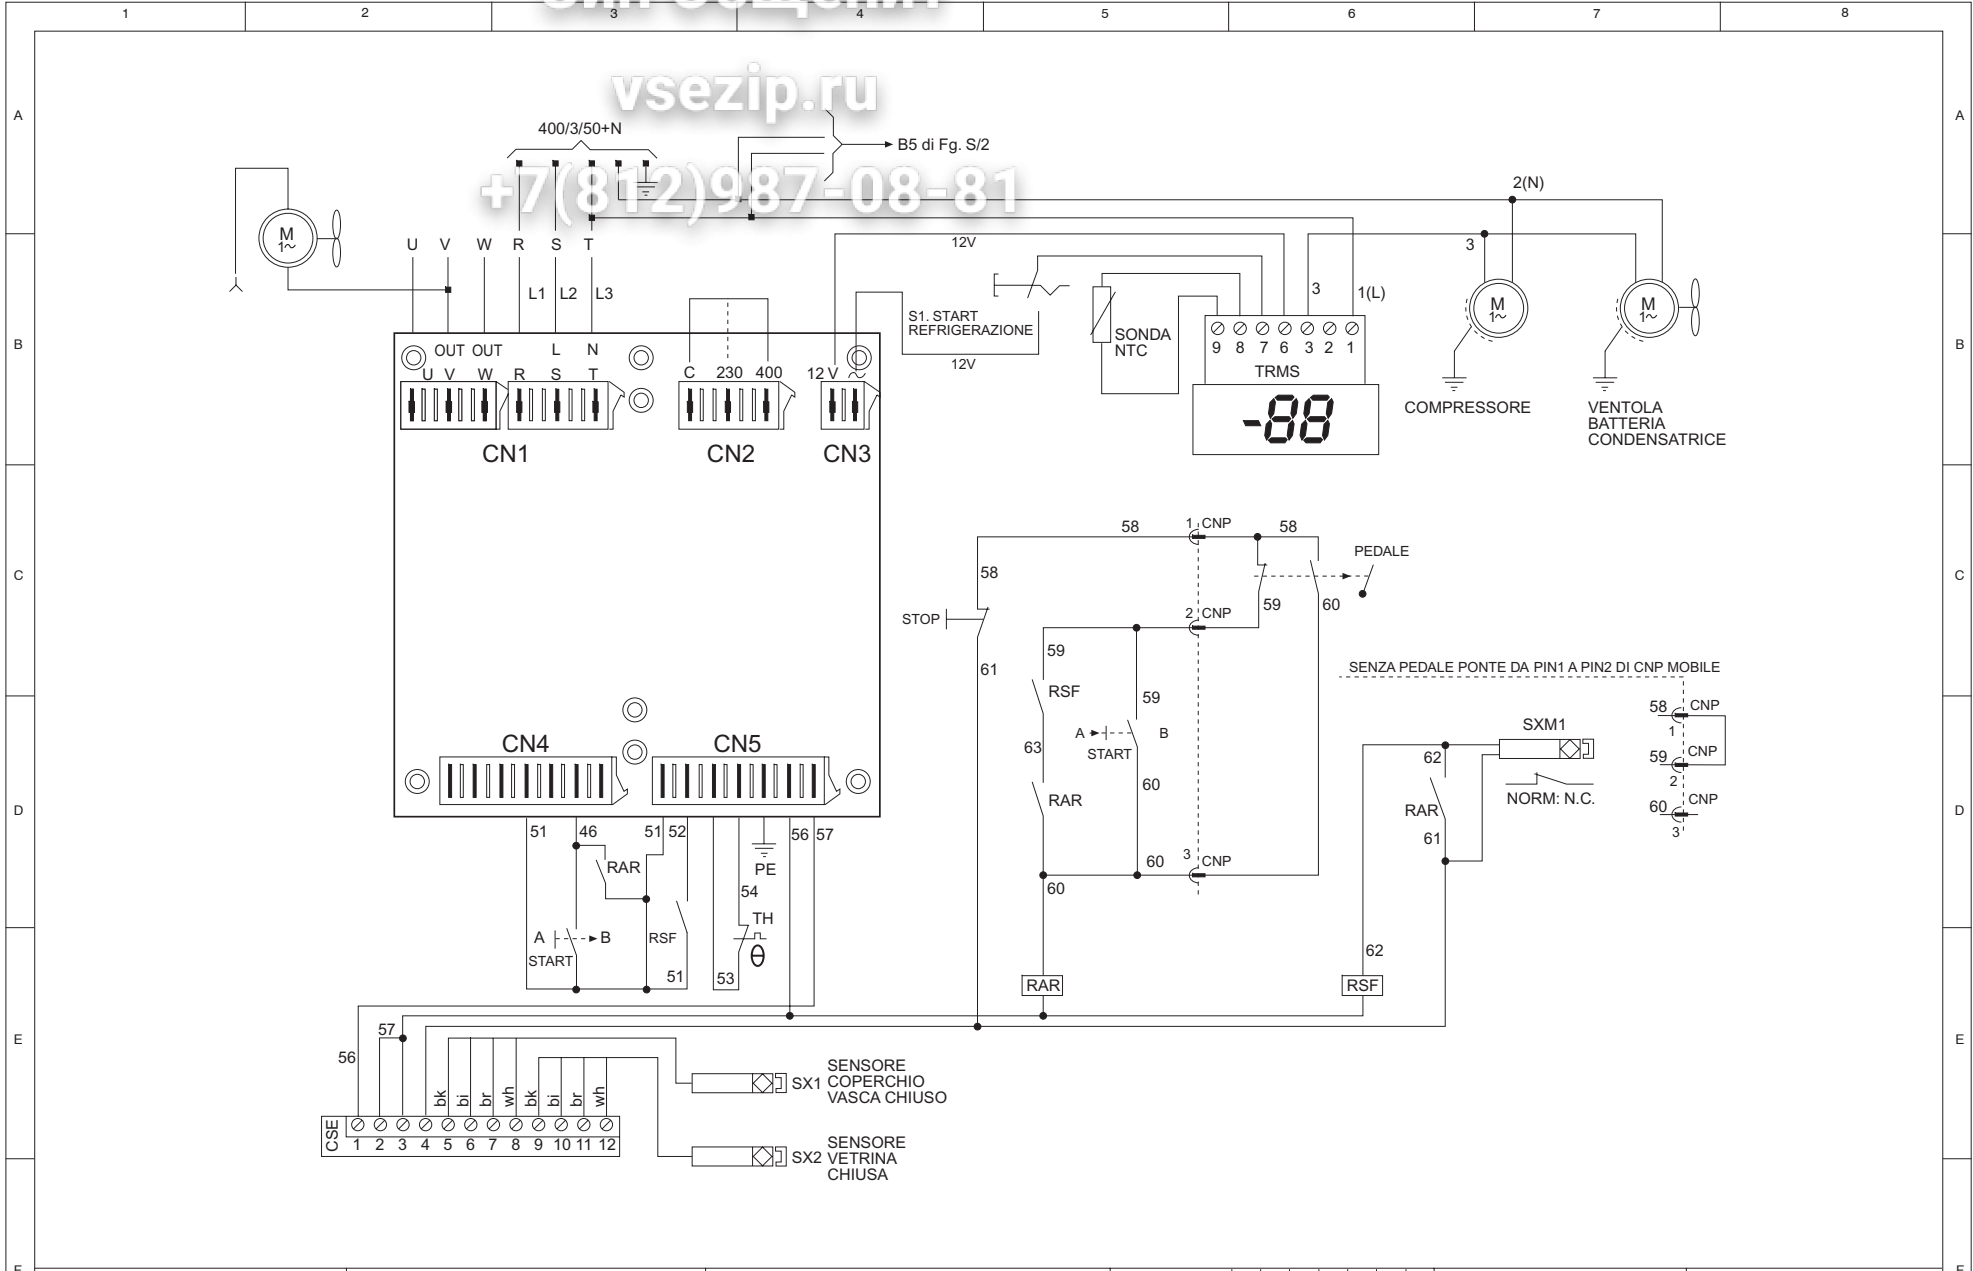 1 2 3 4 5 6 7 8
vsezip.ru
A A
400/3/50+N
B5 di Fg. S/2
+7(812)987-08-81
2(N)
M
1~
U V W R S T
12V
3
L1 L2 L3
3
1(L)
S1. START
REFRIGERAZIONE
12V
SONDA
NTC
M
1~
M
1~
B B
OUT OUT L N
U V W R S T
C 230 400
12 V ~
9 8 7 6 3 2 1
TRMS
-88
COMPRESSORE
VENTOLA
BATTERIA
CONDENSATRICE
CN1 CN2 CN3
58 1 CNP 58
PEDALE
C C
58
59 60
STOP
2 CNP
61
59
SENZA PEDALE PONTE DA PIN1 A PIN2 DI CNP MOBILE
RSF
59
A B
START
63
60
RAR
58 CNP
1
59 CNP
2
60 CNP
3
SXM1
62
NORM: N.C.
RAR
61
CN4 CN5
D D
51 46 51 52 56 57
RAR
PE
54
TH
θ
A B
START
RSF
51 53
3 CNP
60
60
62
RAR
RSF
E E
57
56
bk bi br wh bk bi br wh
SX1
SENSORE
COPERCHIO
VASCA CHIUSO
CSE
1 2 3 4 5 6 7 8 9 10 11 12
SX2
SENSORE
VETRINA
CHIUSA